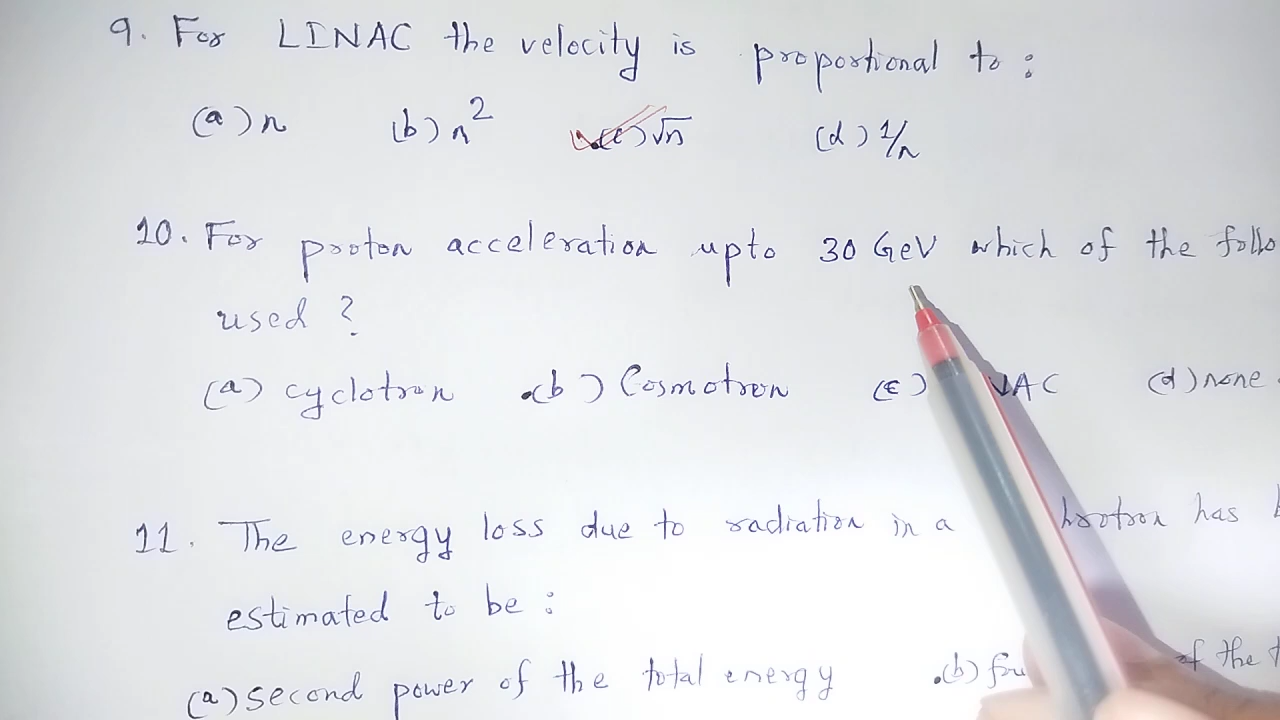 9. For LINAC the velocity is proportional to :
(a) n (b) n² (c) √n (d) 1/n
10. For proton acceleration upto 30 GeV which of the
used ?
(a) cyclotron (b) Cosmotron (c) (d) none
11. The energy loss due to radiation in a has
estimated to be :
(a) second power of the total energy (b) of the